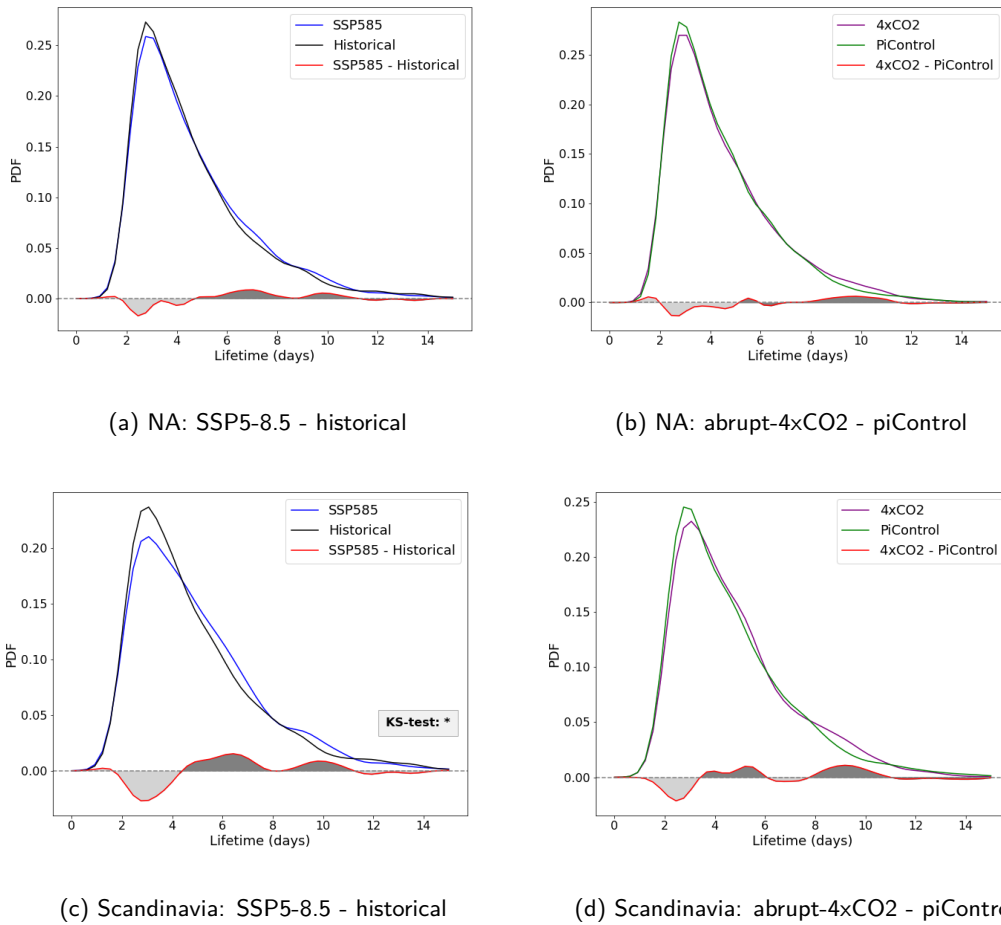 SSP585
Historical
SSP585 - Historical
PDF
0.25
0.20
0.15
0.10
0.05
0.00
0 2 4 6 8 10 12 14
Lifetime (days)
(a) NA: SSP5-8.5 - historical
4xCO2
PiControl
4xCO2 - PiControl
PDF
0.25
0.20
0.15
0.10
0.05
0.00
0 2 4 6 8 10 12 14
Lifetime (days)
(b) NA: abrupt-4xCO2 - piControl
SSP585
Historical
SSP585 - Historical
PDF
0.20
0.15
0.10
0.05
0.00
KS-test: *
0 2 4 6 8 10 12 14
Lifetime (days)
(c) Scandinavia: SSP5-8.5 - historical
4xCO2
PiControl
4xCO2 - PiControl
PDF
0.25
0.20
0.15
0.10
0.05
0.00
0 2 4 6 8 10 12 14
Lifetime (days)
(d) Scandinavia: abrupt-4xCO2 - piContro